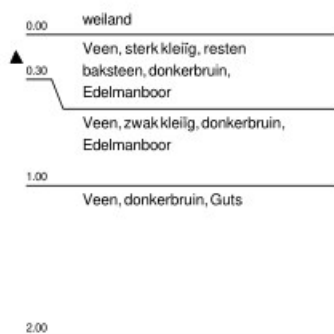 0.00 weiland
Veen, sterk kleiïg, resten
0.30 baksteen, donkerbruin,
Edelmanboor
Veen, zwak kleiïg, donkerbruin,
Edelmanboor
1.00
Veen, donkerbruin, Guts
2.00